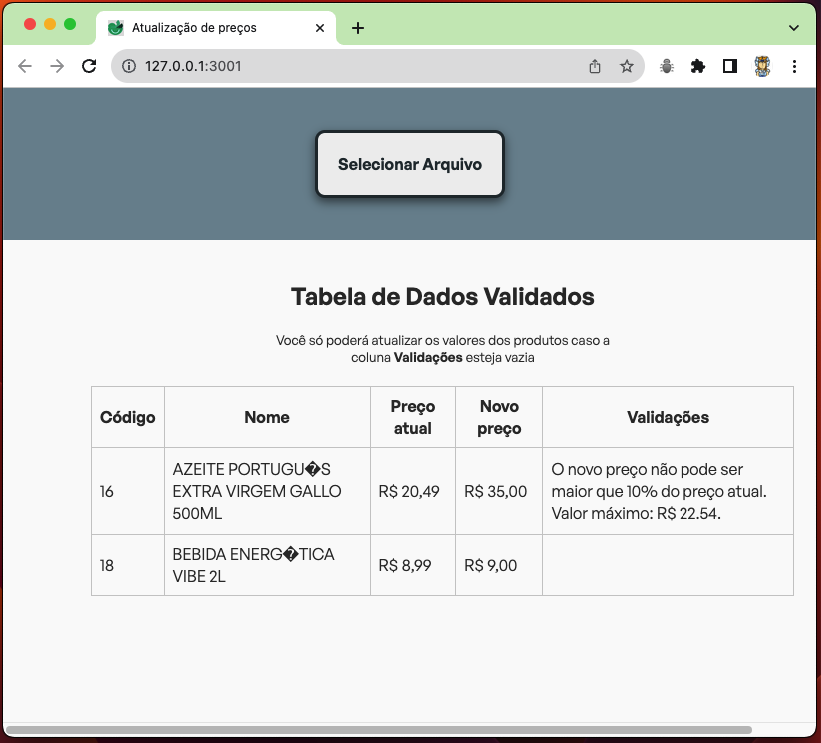 Atualização de preços
127.0.0.1:3001
Selecionar Arquivo
Tabela de Dados Validados
Você só poderá atualizar os valores dos produtos caso a
coluna Validações esteja vazia
Código Nome Preço atual Novo preço Validações
16
AZEITE PORTUGU�S
EXTRA VIRGEM GALLO
500ML
R$ 20,49
R$ 35,00
O novo preço não pode ser
maior que 10% do preço atual.
Valor máximo: R$ 22.54.
18
BEBIDA ENERG�TICA
VIBE 2L
R$ 8,99
R$ 9,00